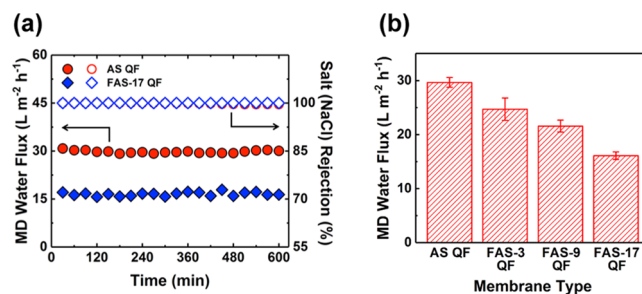 (a)
MD Water Flux (L m⁻² h⁻¹)
60
45
30
15
0
AS QF
FAS-17 QF
0 120 240 360 480 600
Time (min)
100
85
70
55
Salt (NaCl) Rejection (%)
(b)
MD Water Flux (L m⁻² h⁻¹)
30
20
10
0
AS QF FAS-3 QF FAS-9 QF FAS-17 QF
Membrane Type